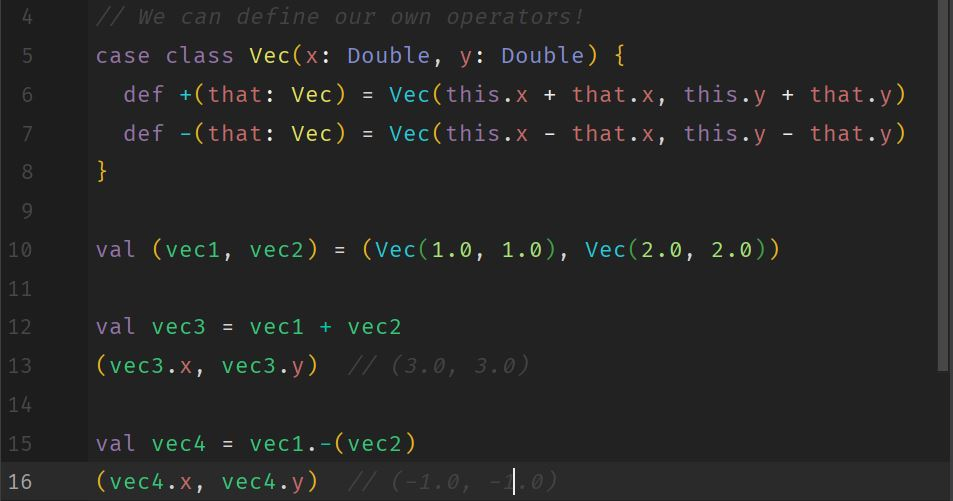 4 // We can define our own operators!
5 case class Vec(x: Double, y: Double) {
6   def +(that: Vec) = Vec(this.x + that.x, this.y + that.y)
7   def -(that: Vec) = Vec(this.x - that.x, this.y - that.y)
8 }
9
10 val (vec1, vec2) = (Vec(1.0, 1.0), Vec(2.0, 2.0))
11
12 val vec3 = vec1 + vec2
13 (vec3.x, vec3.y)  // (3.0, 3.0)
14
15 val vec4 = vec1.-(vec2)
16 (vec4.x, vec4.y)  // (-1.0, -1.0)